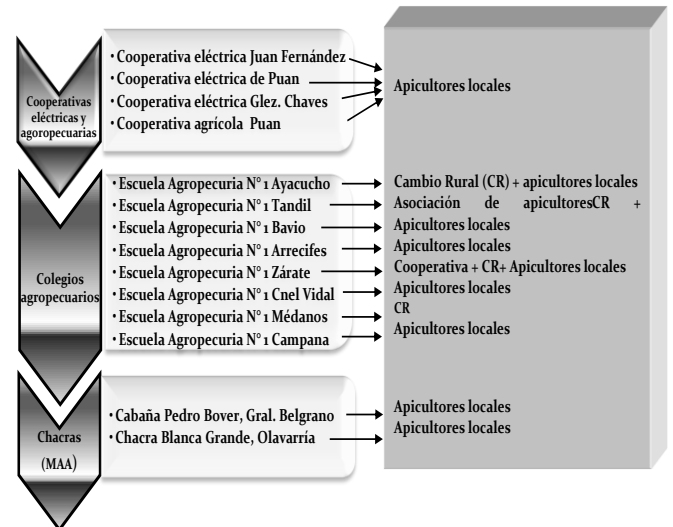 Cooperativas
eléctricas y
agoropecuarias
• Cooperativa eléctrica Juan Fernández
• Cooperativa eléctrica de Puan
• Cooperativa eléctrica Glez. Chaves
• Cooperativa agrícola Puan
Apicultores locales
Colegios
agropecuarios
• Escuela Agropecuria N° 1 Ayacucho
• Escuela Agropecuria N° 1 Tandil
• Escuela Agropecuria N° 1 Bavio
• Escuela Agropecuria N° 1 Arrecifes
• Escuela Agropecuria N° 1 Zárate
• Escuela Agropecuria N° 1 Cnel Vidal
• Escuela Agropecuria N° 1 Médanos
• Escuela Agropecuria N° 1 Campana
Cambio Rural (CR) + apicultores locales
Asociación de apicultoresCR +
Apicultores locales
Apicultores locales
Cooperativa + CR+ Apicultores locales
Apicultores locales
CR
Apicultores locales
Chacras
(MAA)
• Cabaña Pedro Bover, Gral. Belgrano
• Chacra Blanca Grande, Olavarría
Apicultores locales
Apicultores locales